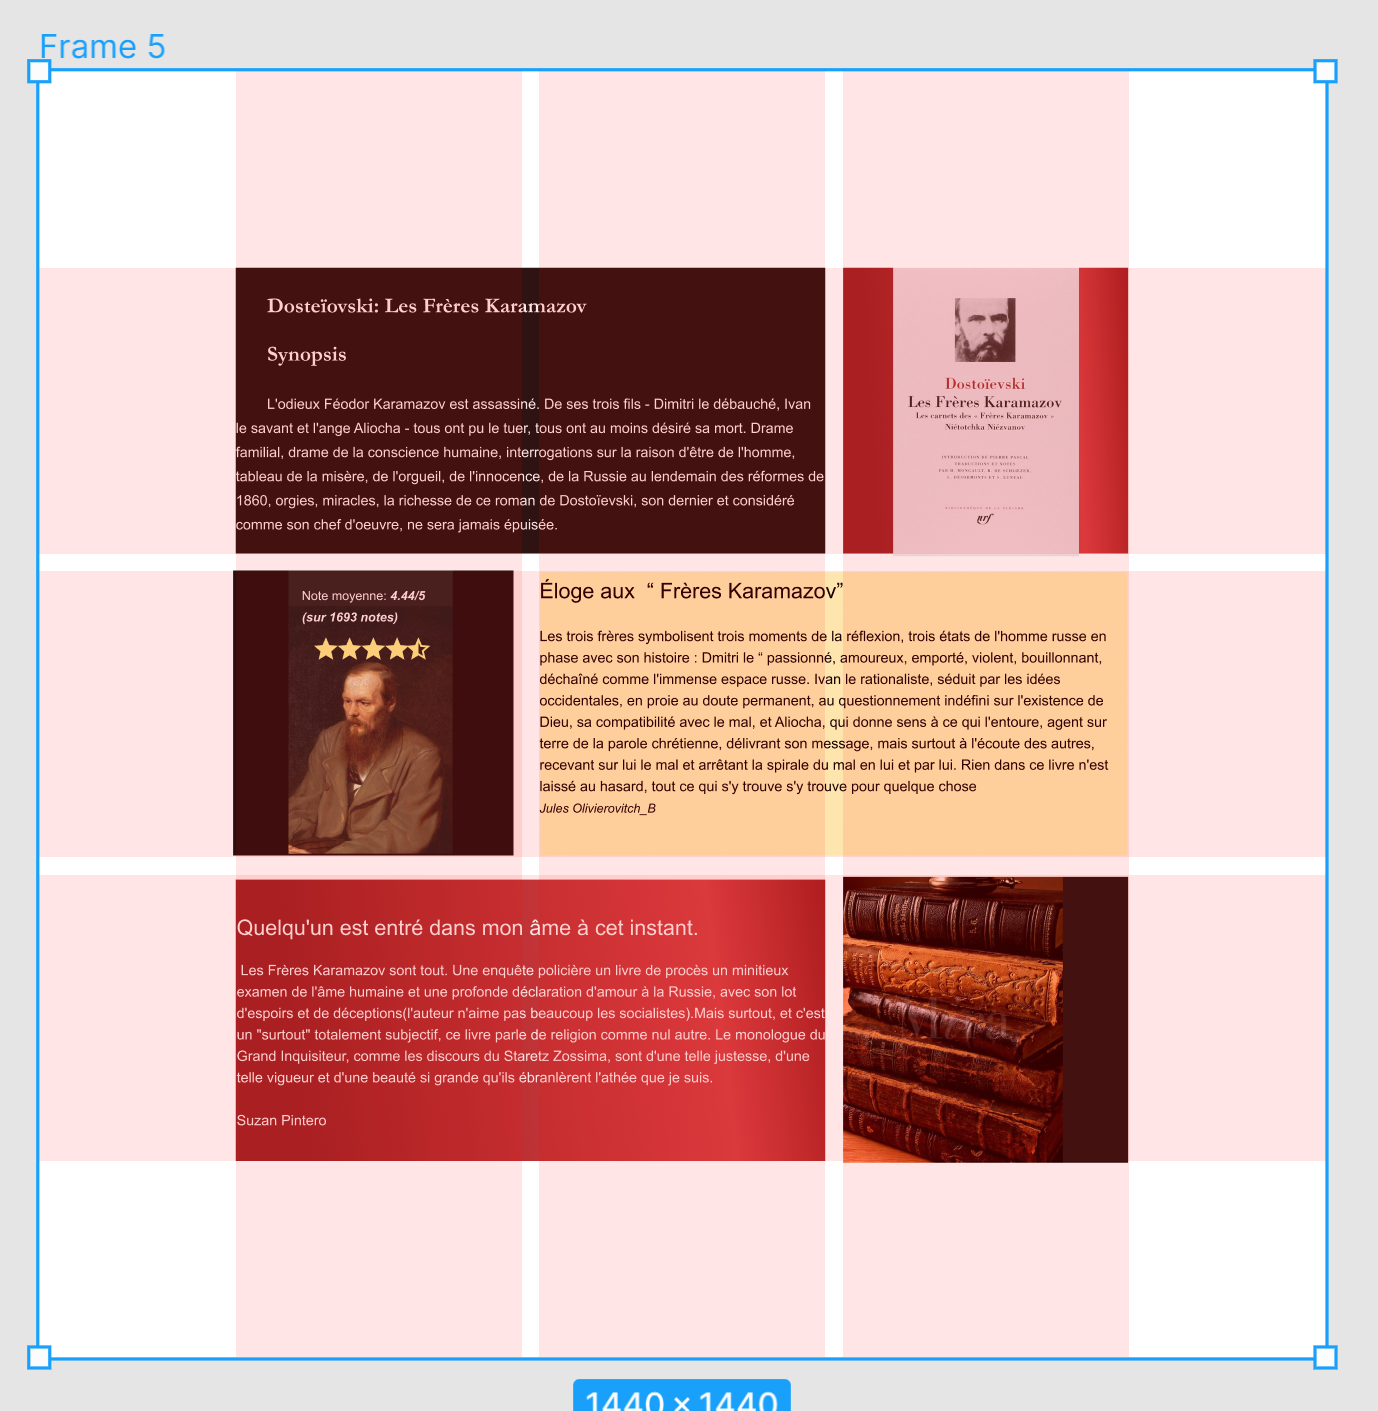 Frame 5
Dosteïovski: Les Frères Karamazov
Synopsis
L'odieux Féodor Karamazov est assassiné. De ses trois fils - Dimitri le débauché, Ivan
le savant et l'ange Aliocha - tous ont pu le tuer, tous ont au moins désiré sa mort. Drame
familial, drame de la conscience humaine, interrogations sur la raison d'être de l'homme,
tableau de la misère, de l'orgueil, de l'innocence, de la Russie au lendemain des réformes de
1860, orgies, miracles, la richesse de ce roman de Dostoïevski, son dernier et considéré
comme son chef d'oeuvre, ne sera jamais épuisée.
Dostoïevski
Les Frères Karamazov
Les carnets des « Frères Karamazov »
Niétotchka Niézvanov
INTRODUCTION DE PIERRE PASCAL
TRADUCTIONS ET NOTES
PAR H. MONGAULT, B. DE SCHLŒZER,
nrf
Note moyenne: 4.44/5
(sur 1693 notes)
Éloge aux “ Frères Karamazov”
Les trois frères symbolisent trois moments de la réflexion, trois états de l'homme russe en
phase avec son histoire : Dmitri le “ passionné, amoureux, emporté, violent, bouillonnant,
déchaîné comme l'immense espace russe. Ivan le rationaliste, séduit par les idées
occidentales, en proie au doute permanent, au questionnement indéfini sur l'existence de
Dieu, sa compatibilité avec le mal, et Aliocha, qui donne sens à ce qui l'entoure, agent sur
terre de la parole chrétienne, délivrant son message, mais surtout à l'écoute des autres,
recevant sur lui le mal et arrêtant la spirale du mal en lui et par lui. Rien dans ce livre n'est
laissé au hasard, tout ce qui s'y trouve s'y trouve pour quelque chose
Jules Olivierovitch_B
Quelqu'un est entré dans mon âme à cet instant.
Les Frères Karamazov sont tout. Une enquête policière un livre de procès un minitieux
examen de l'âme humaine et une profonde déclaration d'amour à la Russie, avec son lot
d'espoirs et de déceptions(l'auteur n'aime pas beaucoup les socialistes).Mais surtout, et c'est
un "surtout" totalement subjectif, ce livre parle de religion comme nul autre. Le monologue du
Grand Inquisiteur, comme les discours du Staretz Zossima, sont d'une telle justesse, d'une
telle vigueur et d'une beauté si grande qu'ils ébranlèrent l'athée que je suis.
Suzan Pintero
1440 × 1440